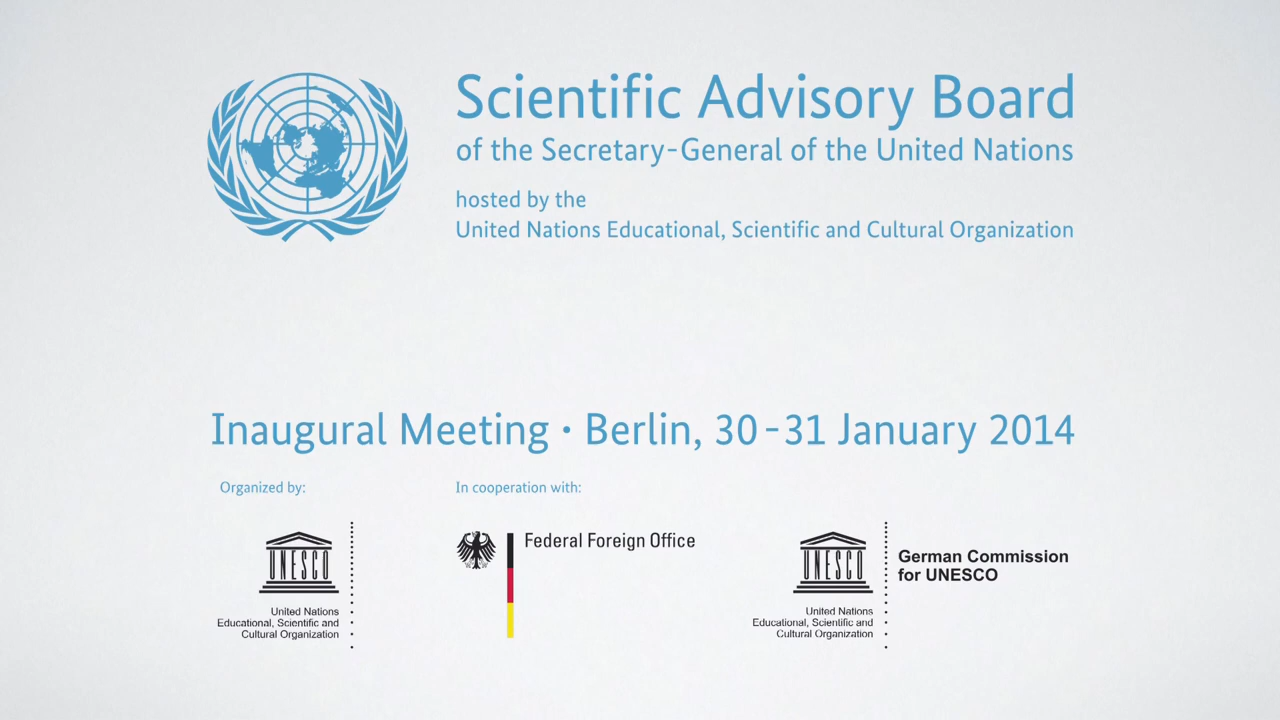 Scientific Advisory Board
of the Secretary-General of the United Nations
hosted by the
United Nations Educational, Scientific and Cultural Organization
Inaugural Meeting · Berlin, 30-31 January 2014
Organized by:
In cooperation with:
UNESCO
United Nations
Educational, Scientific and
Cultural Organization
Federal Foreign Office
UNESCO
United Nations
Educational, Scientific and
Cultural Organization
German Commission
for UNESCO